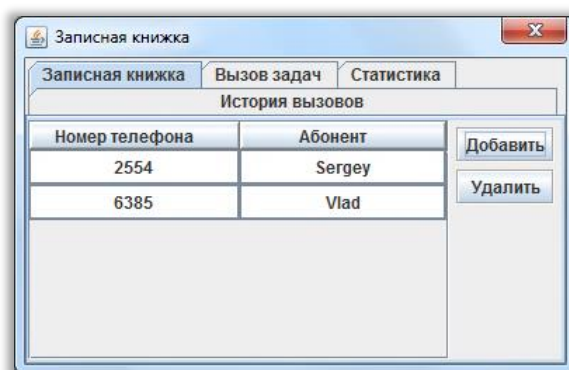 Записная книжка
Записная книжка Вызов задач Статистика
История вызовов
Номер телефона Абонент
2554 Sergey
6385 Vlad
Добавить
Удалить